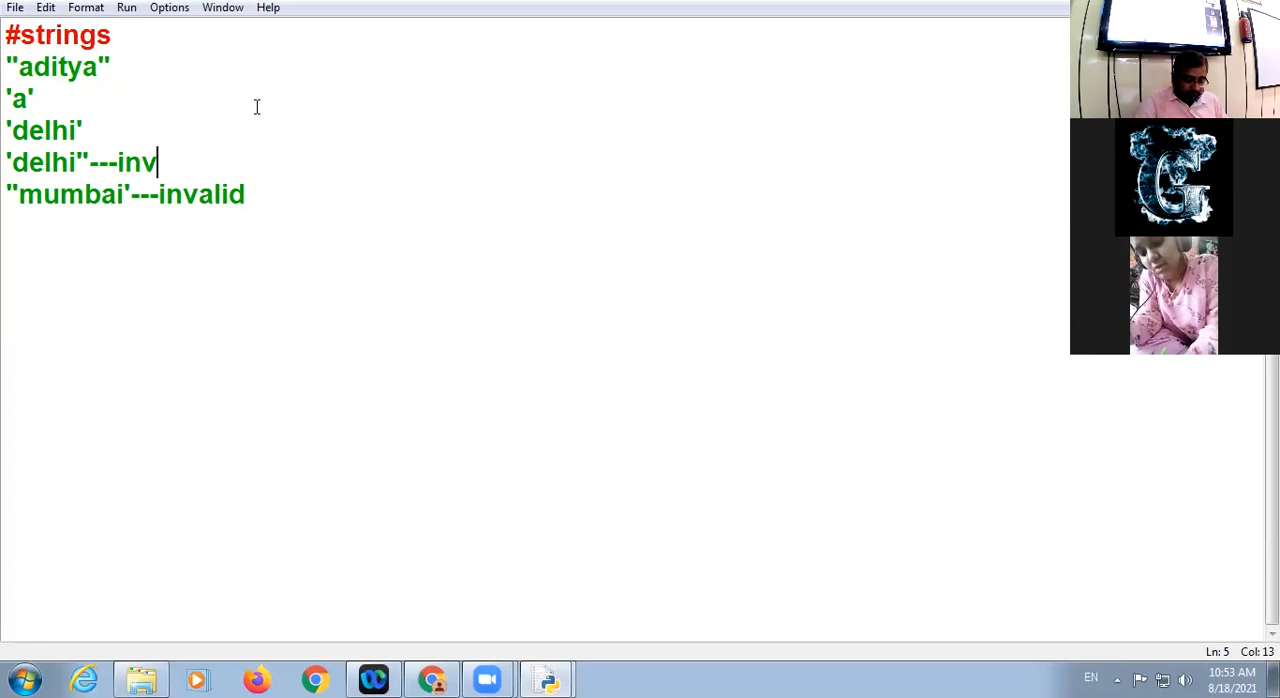 File Edit Format Run Options Window Help
#strings
"aditya"
'a'
'delhi'
'delhi"---inv
"mumbai'---invalid
G
Ln: 5 Col: 13
EN
10:53 AM
8/18/2021